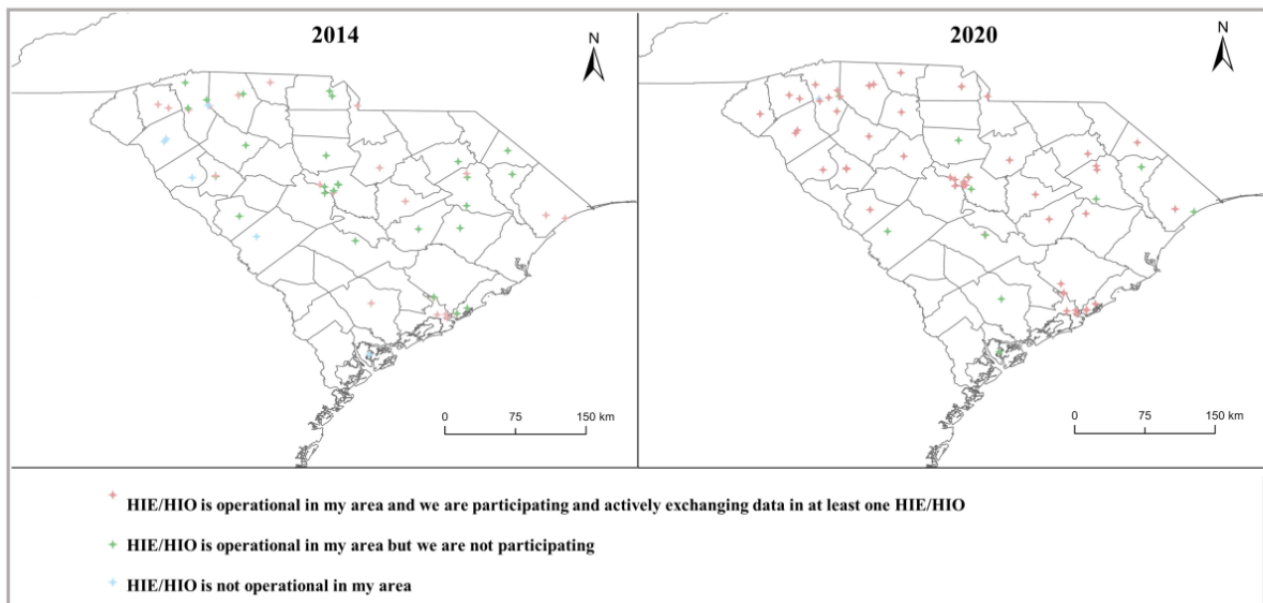 2014
N
0 75 150 km
2020
N
0 75 150 km
HIE/HIO is operational in my area and we are participating and actively exchanging data in at least one HIE/HIO
HIE/HIO is operational in my area but we are not participating
HIE/HIO is not operational in my area